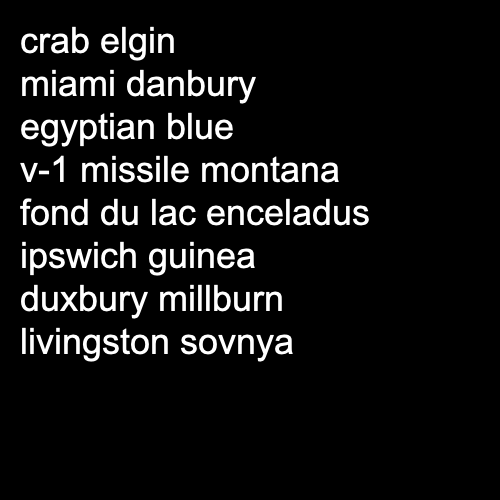 crab elgin
miami danbury
egyptian blue
v-1 missile montana
fond du lac enceladus
ipswich guinea
duxbury millburn
livingston sovnya